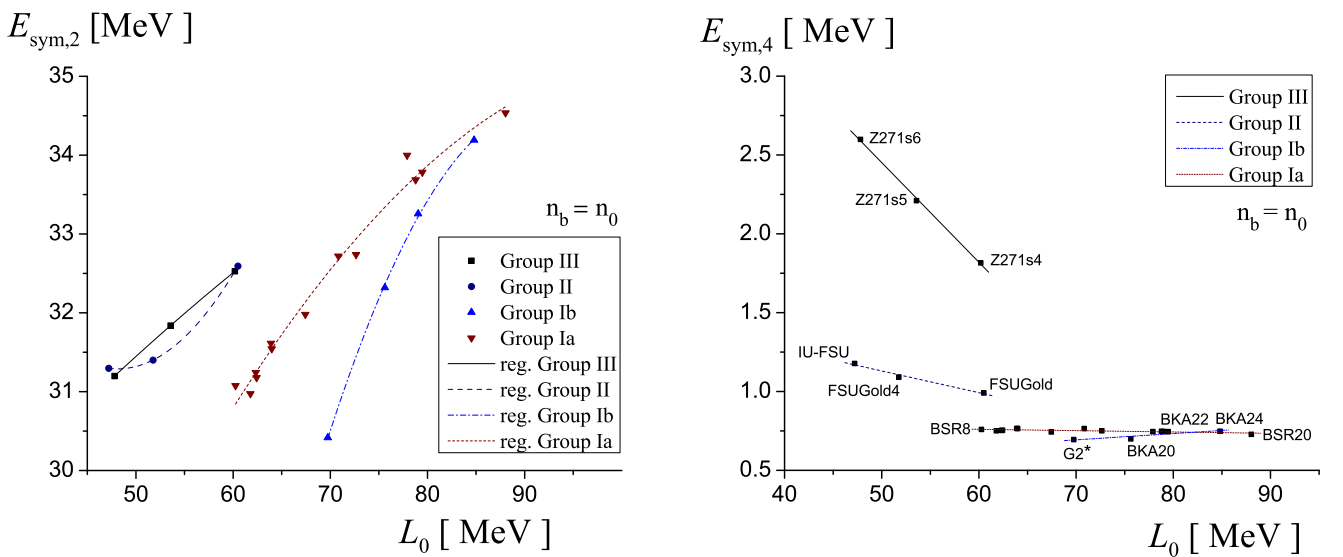 E_sym,2 [MeV]
35
34
33
32
31
30
50
60
70
80
90
L_0 [ MeV ]
n_b = n_0
Group III
Group II
Group Ib
Group Ia
reg. Group III
reg. Group II
reg. Group Ib
reg. Group Ia
E_sym,4 [ MeV ]
3.0
2.5
2.0
1.5
1.0
0.5
40
50
60
70
80
90
L_0 [ MeV ]
Group III
Group II
Group Ib
Group Ia
n_b = n_0
Z271s6
Z271s5
Z271s4
IU-FSU
FSUGold4
FSUGold
BSR8
G2*
BKA20
BKA22
BKA24
BSR20